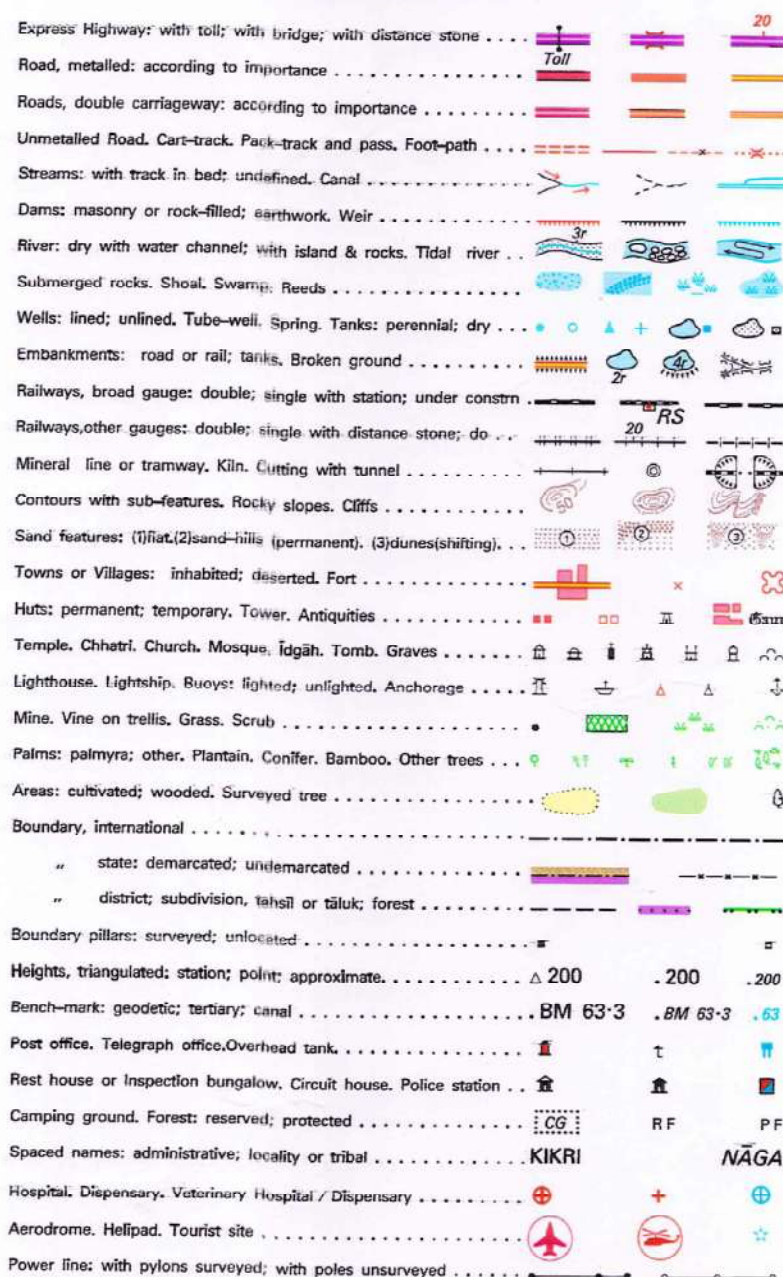 20
Express Highway: with toll; with bridge; with distance stone . . . .
Toll
Road, metalled: according to importance . . . . . . . . . . . . . . .
Roads, double carriageway: according to importance . . . . . . . .
Unmetalled Road. Cart-track. Pack-track and pass. Foot-path . . . .
Streams: with track in bed; undefined. Canal . . . . . . . . . . . . .
Dams: masonry or rock-filled; earthwork. Weir . . . . . . . . . . . .
River: dry with water channel; with island & rocks. Tidal river . . 3r
Submerged rocks. Shoal. Swamp. Reeds . . . . . . . . . . . . . . .
Wells: lined; unlined. Tube-well. Spring. Tanks: perennial; dry . . .
Embankments: road or rail; tanks. Broken ground . . . . . . . . . 2r 4r
Railways, broad gauge: double; single with station; under constrn . RS
Railways,other gauges: double; single with distance stone; do . . . 20
Mineral line or tramway. Kiln. Cutting with tunnel . . . . . . . . . .
Contours with sub-features. Rocky slopes. Cliffs . . . . . . . . . . . 50
Sand features: (1)flat.(2)sand-hills (permanent). (3)dunes(shifting). . . 1 2 3
Towns or Villages: inhabited; deserted. Fort . . . . . . . . . . . . .
Huts: permanent; temporary. Tower. Antiquities . . . . . . . . . . .
Temple. Chhatri. Church. Mosque. Īdgāh. Tomb. Graves . . . . . . .
Lighthouse. Lightship. Buoys: lighted; unlighted. Anchorage . . . . .
Mine. Vine on trellis. Grass. Scrub . . . . . . . . . . . . . . . . . .
Palms: palmyra; other. Plantain. Conifer. Bamboo. Other trees . . .
Areas: cultivated; wooded. Surveyed tree . . . . . . . . . . . . . .
Boundary, international . . . . . . . . . . . . . . . . . . . . . . . .
„ state: demarcated; undemarcated . . . . . . . . . . . . . . .
„ district; subdivision, tahsīl or tāluk; forest . . . . . . . . . .
Boundary pillars: surveyed; unlocated . . . . . . . . . . . . . . . .
Heights, triangulated: station; point; approximate. . . . . . . . . . △ 200 . 200 . 200
Bench-mark: geodetic; tertiary; canal . . . . . . . . . . . . . . . . . BM 63·3 . BM 63·3 . 63
Post office. Telegraph office.Overhead tank. . . . . . . . . . . . . .
Rest house or Inspection bungalow. Circuit house. Police station . .
Camping ground. Forest: reserved; protected . . . . . . . . . . . . CG RF PF
Spaced names: administrative; locality or tribal . . . . . . . . . . . KIKRI NĀGA
Hospital. Dispensary. Veterinary Hospital / Dispensary . . . . . . . .
Aerodrome. Helipad. Tourist site . . . . . . . . . . . . . . . . . . .
Power line: with pylons surveyed; with poles unsurveyed . . . . . .